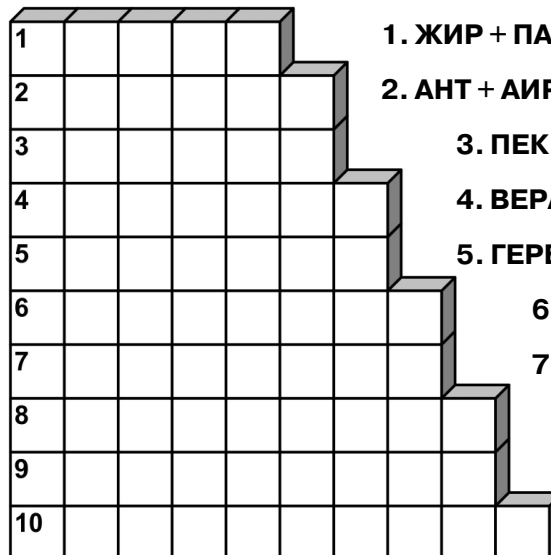 1
1. ЖИР + ПА
2
2. АНТ + АИР
3
3. ПЕК
4
4. ВЕРА
5
5. ГЕРЕ
6
6
7
7
8
9
10